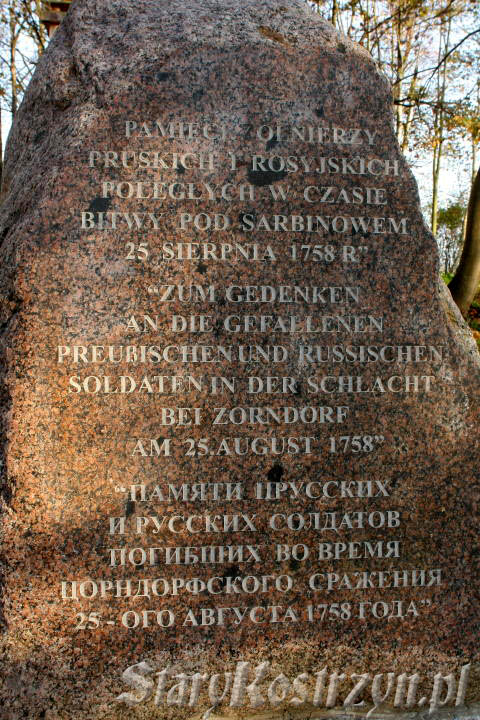 PAMIĘCI ŻOŁNIERZY
PRUSKICH I ROSYJSKICH
POLEGŁYCH W CZASIE
BITWY POD SARBINOWEM
25 SIERPNIA 1758 R”
“ZUM GEDENKEN
AN DIE GEFALLENEN
PREUBISCHEN UND RUSSISCHEN
SOLDATEN IN DER SCHLACHT
BEI ZORNDORF
AM 25.AUGUST 1758”
“ПАМЯТИ ПРУССКИХ
И РУССКИХ СОЛДАТОВ
ПОГИБШИХ ВО ВРЕМЯ
ЦОРНДОРФСКОГО СРАЖЕНИЯ
25 - ОГО АВГУСТА 1758 ГОДА”
StaryKostrzyn.pl